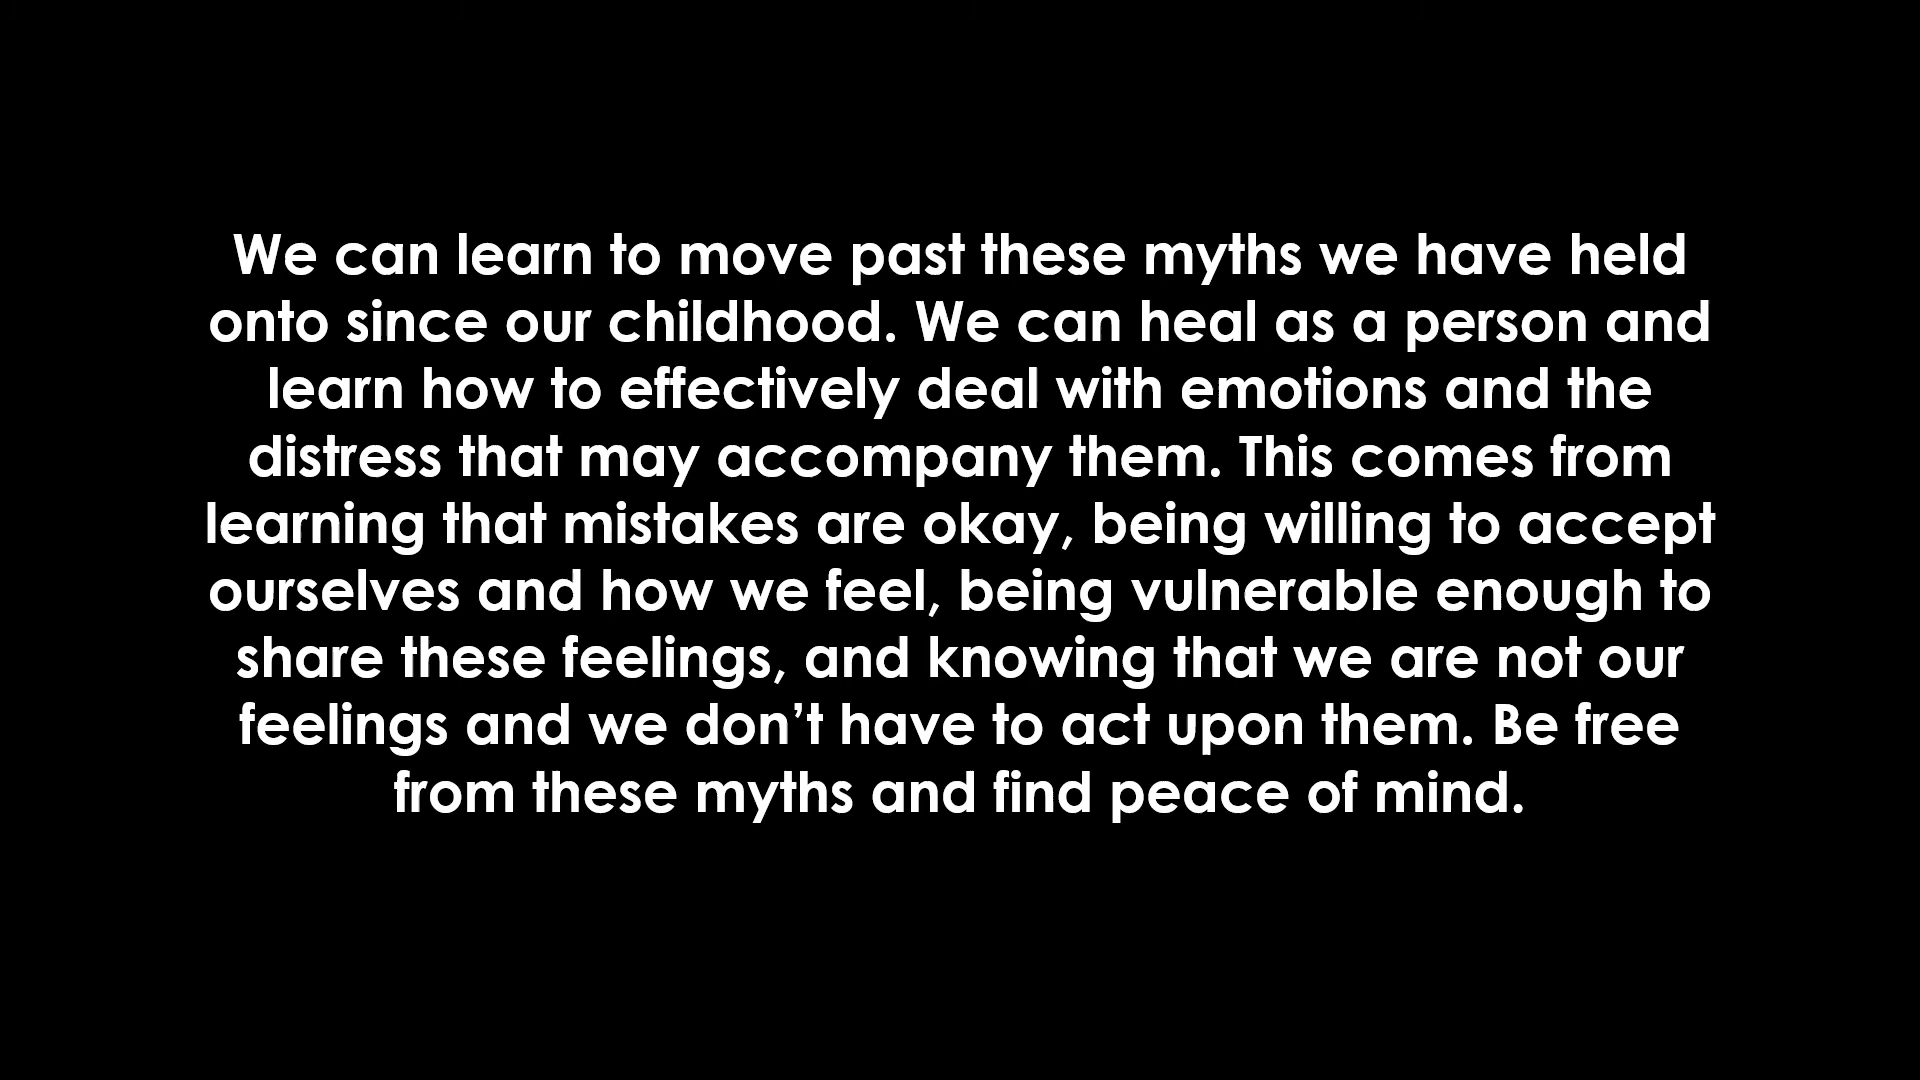 We can learn to move past these myths we have held
onto since our childhood. We can heal as a person and
learn how to effectively deal with emotions and the
distress that may accompany them. This comes from
learning that mistakes are okay, being willing to accept
ourselves and how we feel, being vulnerable enough to
share these feelings, and knowing that we are not our
feelings and we don’t have to act upon them. Be free
from these myths and find peace of mind.